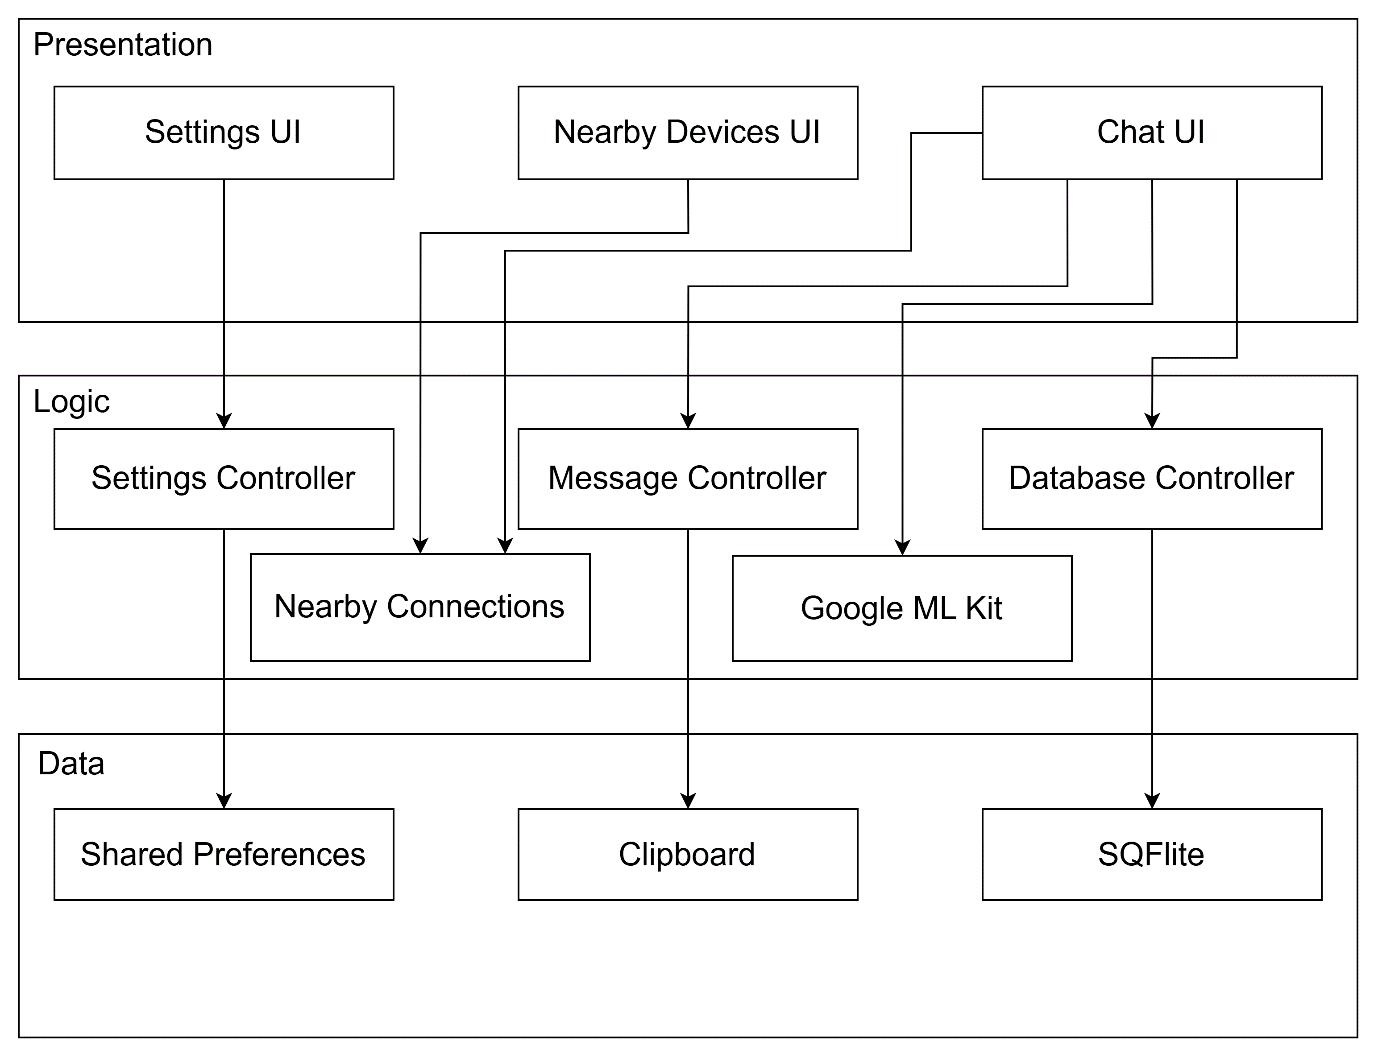 Presentation
Settings UI
Nearby Devices UI
Chat UI
Logic
Settings Controller
Message Controller
Database Controller
Nearby Connections
Google ML Kit
Data
Shared Preferences
Clipboard
SQFlite